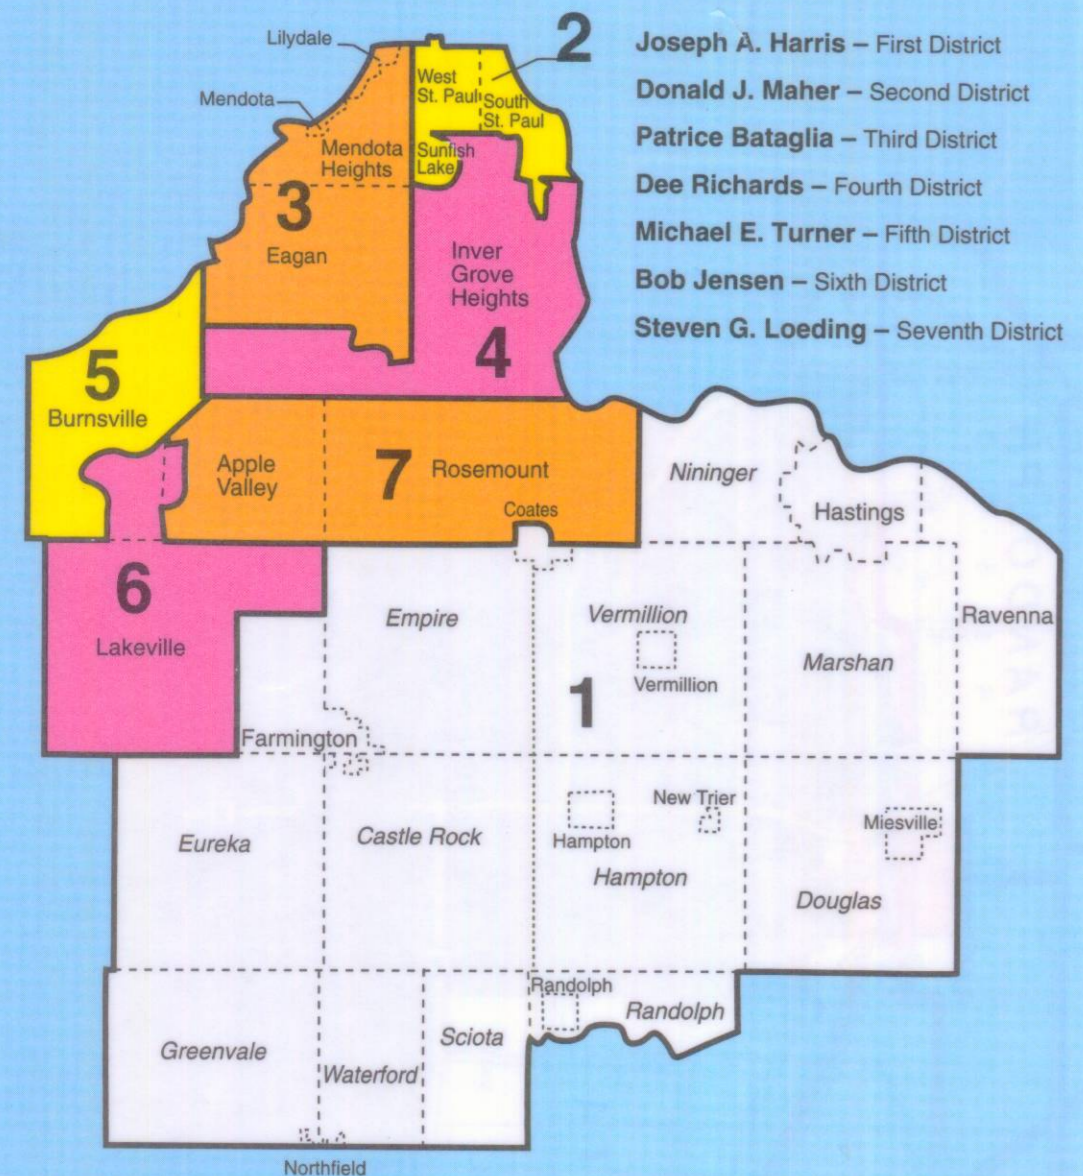 2
Joseph A. Harris – First District
Donald J. Maher – Second District
Patrice Bataglia – Third District
Dee Richards – Fourth District
Michael E. Turner – Fifth District
Bob Jensen – Sixth District
Steven G. Loeding – Seventh District
Lilydale
Mendota
West
St. Paul
South
St. Paul
Mendota
Heights
Sunfish
Lake
3
Eagan
Inver
Grove
Heights
4
5
Burnsville
Apple
Valley
7
Rosemount
Coates
Nininger
Hastings
6
Lakeville
Empire
Vermillion
Vermillion
Marshan
Ravenna
1
Farmington
Eureka
Castle Rock
Hampton
Hampton
New Trier
Miesville
Douglas
Randolph
Randolph
Greenvale
Waterford
Sciota
Northfield